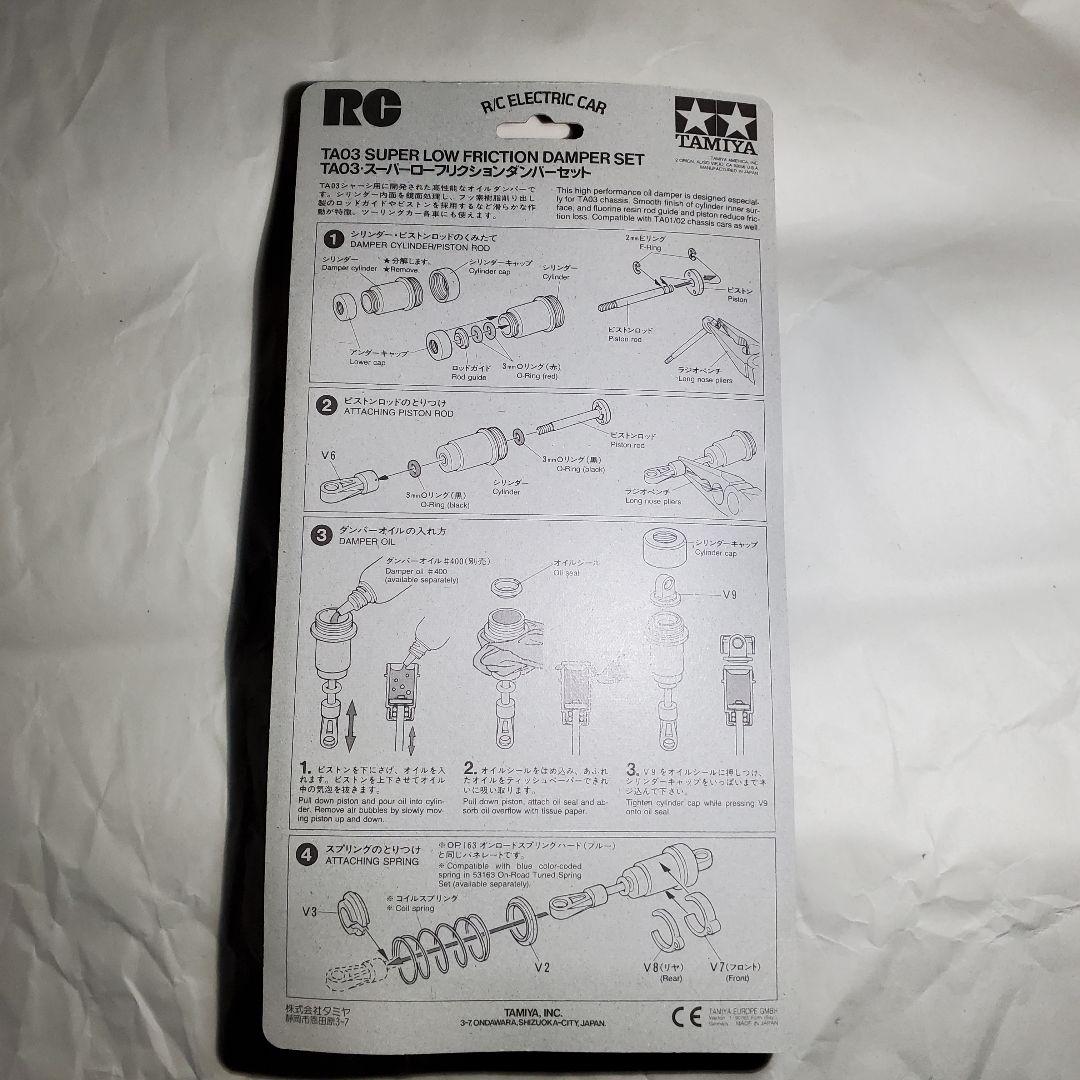 RC
R/C ELECTRIC CAR
TAMIYA
TAMIYA AMERICA, INC.
MANUFACTURED IN JAPAN
TA03 SUPER LOW FRICTION DAMPER SET
TA03・スーパーローフリクションダンパーセット
TA03シャーシ用に開発された高性能なオイルダンパーで
す。シリンダー内面を鏡面処理し、フッ素樹脂削り出し
製のロッドガイドやピストンを採用するなど滑らかな作
動が特徴。ツーリングカー各車にも使えます。
This high performance oil damper is designed especial-
ly for TA03 chassis. Smooth finish of cylinder inner sur-
face, and fluorine resin rod guide and piston reduce fric-
tion loss. Compatible with TA01/02 chassis cars as well.
1 シリンダー・ピストンロッドのくみたて
DAMPER CYLINDER/PISTON ROD
シリンダー
Damper cylinder
★分解します。
★Remove.
シリンダーキャップ
Cylinder cap
シリンダー
Cylinder
2mmEリング
E-Ring
ピストン
Piston
アンダーキャップ
Lower cap
ロッドガイド
Rod guide
3mmOリング(赤)
O-Ring (red)
ピストンロッド
Piston rod
ラジオペンチ
Long nose pliers
2 ピストンロッドのとりつけ
ATTACHING PISTON ROD
V6
3mmOリング(黒)
O-Ring (black)
シリンダー
Cylinder
3mmOリング(黒)
O-Ring (black)
ピストンロッド
Piston rod
ラジオペンチ
Long nose pliers
3 ダンパーオイルの入れ方
DAMPER OIL
ダンパーオイル#400(別売)
Damper oil #400
(available separately)
オイルシール
Oil seal
シリンダーキャップ
Cylinder cap
V9
1. ピストンを下にさげ、オイルを入
れます。ピストンを上下させてオイル
中の気泡を抜きます。
Pull down piston and pour oil into cylin-
der. Remove air bubbles by slowly mov-
ing piston up and down.
2. オイルシールをはめ込み、あふれ
たオイルをティッシュペーパーできれ
いに吸い取ります。
Pull down piston, attach oil seal and ab-
sorb oil overflow with tissue paper.
3. V9をオイルシールに押しつけ、
シリンダーキャップをいっぱいまでネ
ジ込んで下さい。
Tighten cylinder cap while pressing V9
onto oil seal.
4 スプリングのとりつけ
ATTACHING SPRING
※OP.163 オンロードスプリングハード(ブルー)
と同じバネレートです。
※Compatible with blue color-coded
spring in 53163 On-Road Tuned Spring
Set (available separately).
V3
※コイルスプリング
※Coil spring
V2
V8(リヤ)
(Rear)
V7(フロント)
(Front)
株式会社タミヤ
静岡市恩田原3-7
TAMIYA, INC.
3-7, ONDAWARA, SHIZUOKA-CITY, JAPAN.
CE
TAMIYA EUROPE GMBH
Germany MADE IN JAPAN